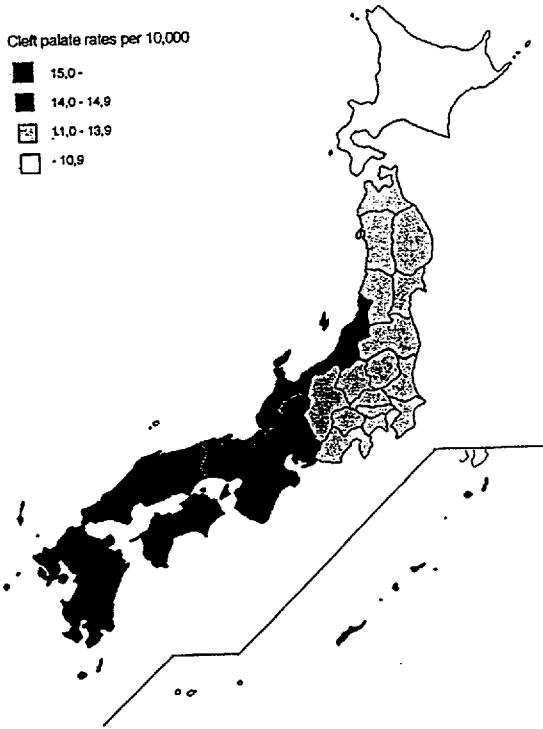 Cleft palate rates per 10,000
15,0 -
14,0 - 14,9
11,0 - 13,9
- 10,9